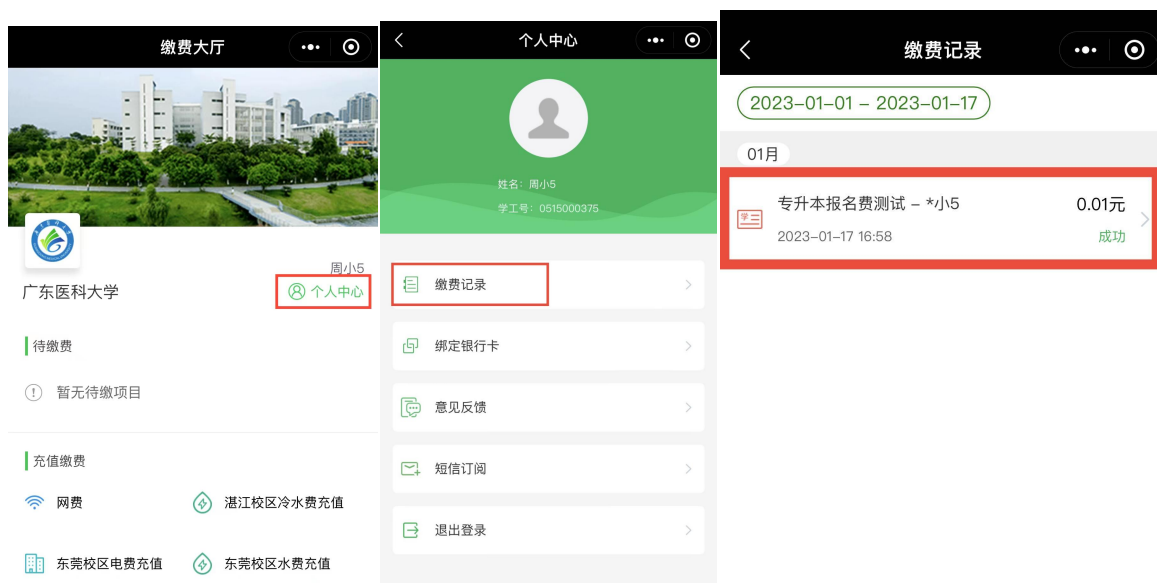 缴费大厅
周小5
广东医科大学
个人中心
待缴费
暂无待缴项目
充值缴费
网费
湛江校区冷水费充值
东莞校区电费充值
东莞校区水费充值
个人中心
姓名：周小5
学工号：0515000375
缴费记录
绑定银行卡
意见反馈
短信订阅
退出登录
缴费记录
2023-01-01 - 2023-01-17
01月
专升本报名费测试 - *小5
0.01元
2023-01-17 16:58
成功